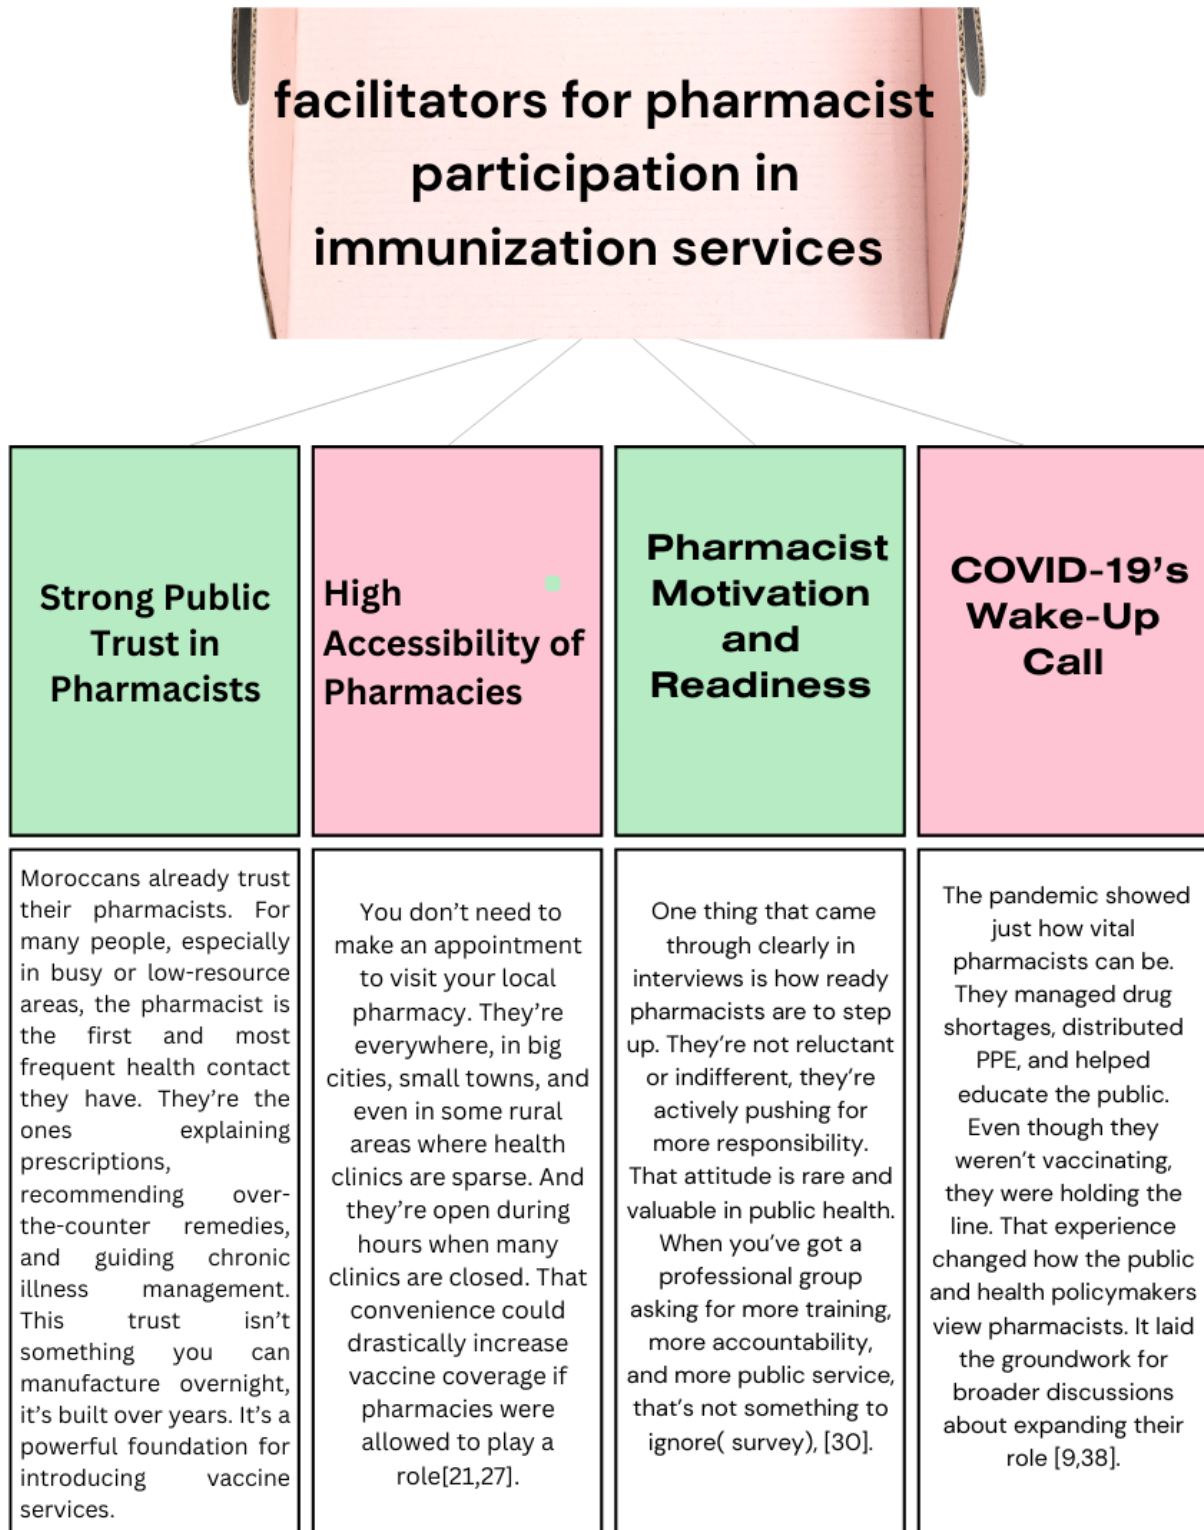 facilitators for pharmacist
participation in
immunization services
Strong Public
Trust in
Pharmacists
High
Accessibility of
Pharmacies
Pharmacist
Motivation
and
Readiness
COVID-19’s
Wake-Up
Call
Moroccans already trust
their pharmacists. For
many people, especially
in busy or low-resource
areas, the pharmacist is
the first and most
frequent health contact
they have. They’re the
ones explaining
prescriptions,
recommending over-
the-counter remedies,
and guiding chronic
illness management.
This trust isn’t
something you can
manufacture overnight,
it’s built over years. It’s a
powerful foundation for
introducing vaccine
services.
You don’t need to
make an appointment
to visit your local
pharmacy. They’re
everywhere, in big
cities, small towns, and
even in some rural
areas where health
clinics are sparse. And
they’re open during
hours when many
clinics are closed. That
convenience could
drastically increase
vaccine coverage if
pharmacies were
allowed to play a
role[21,27].
One thing that came
through clearly in
interviews is how ready
pharmacists are to step
up. They’re not reluctant
or indifferent, they’re
actively pushing for
more responsibility.
That attitude is rare and
valuable in public health.
When you’ve got a
professional group
asking for more training,
more accountability,
and more public service,
that’s not something to
ignore( survey), [30].
The pandemic showed
just how vital
pharmacists can be.
They managed drug
shortages, distributed
PPE, and helped
educate the public.
Even though they
weren’t vaccinating,
they were holding the
line. That experience
changed how the public
and health policymakers
view pharmacists. It laid
the groundwork for
broader discussions
about expanding their
role [9,38].